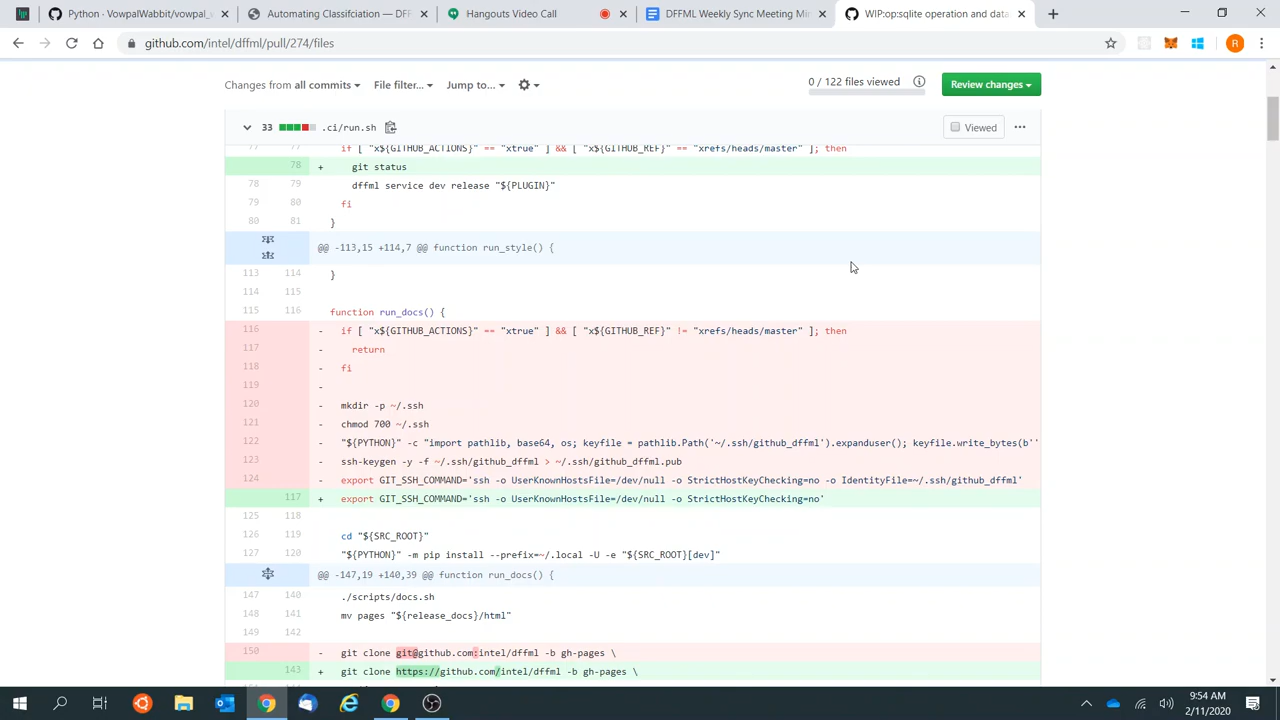 Python · VowpalWabbit/vowpal_v
Automating Classifciation — DFF
Hangouts Video Call
DFFML Weekly Sync Meeting Mi
WIP:op:sqlite operation and data
github.com/intel/dffml/pull/274/files
R
Changes from all commits
File filter...
Jump to...
0 / 122 files viewed
Review changes
33
.ci/run.sh
Viewed
77 77 if [ "x${GITHUB_ACTIONS}" == "xtrue" ] && [ "x${GITHUB_REF}" == "xrefs/heads/master" ]; then
78 + git status
78 79 dffml service dev release "${PLUGIN}"
79 80 fi
80 81 }
@@ -113,15 +114,7 @@ function run_style() {
113 114 }
114 115
115 116 function run_docs() {
116 - if [ "x${GITHUB_ACTIONS}" == "xtrue" ] && [ "x${GITHUB_REF}" != "xrefs/heads/master" ]; then
117 - return
118 - fi
119 -
120 - mkdir -p ~/.ssh
121 - chmod 700 ~/.ssh
122 - "${PYTHON}" -c "import pathlib, base64, os; keyfile = pathlib.Path('~/.ssh/github_dffml').expanduser(); keyfile.write_bytes(b''
123 - ssh-keygen -y -f ~/.ssh/github_dffml > ~/.ssh/github_dffml.pub
124 - export GIT_SSH_COMMAND='ssh -o UserKnownHostsFile=/dev/null -o StrictHostKeyChecking=no -o IdentityFile=~/.ssh/github_dffml'
117 + export GIT_SSH_COMMAND='ssh -o UserKnownHostsFile=/dev/null -o StrictHostKeyChecking=no'
125 118
126 119 cd "${SRC_ROOT}"
127 120 "${PYTHON}" -m pip install --prefix=~/.local -U -e "${SRC_ROOT}[dev]"
@@ -147,19 +140,39 @@ function run_docs() {
147 140 ./scripts/docs.sh
148 141 mv pages "${release_docs}/html"
149 142
150 - git clone git@github.com:intel/dffml -b gh-pages \
143 + git clone https://github.com/intel/dffml -b gh-pages \
9:54 AM
2/11/2020